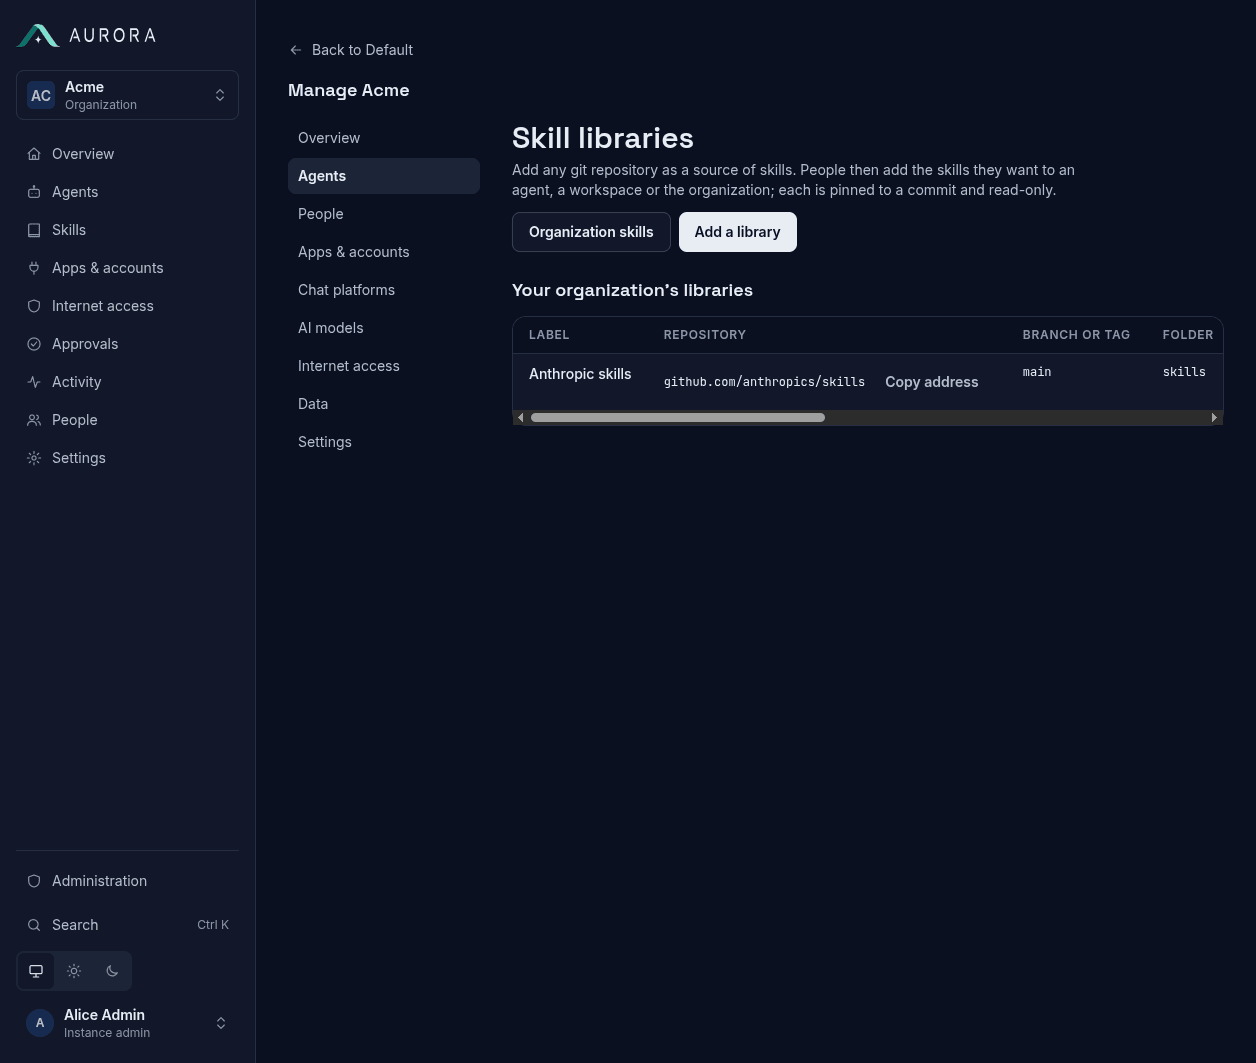 AURORA
AC
Acme
Organization
Overview
Agents
Skills
Apps & accounts
Internet access
Approvals
Activity
People
Settings
Administration
Search
Ctrl K
A
Alice Admin
Instance admin
Back to Default
Manage Acme
Overview
Agents
People
Apps & accounts
Chat platforms
AI models
Internet access
Data
Settings
Skill libraries
Add any git repository as a source of skills. People then add the skills they want to an
agent, a workspace or the organization; each is pinned to a commit and read-only.
Organization skills
Add a library
Your organization's libraries
LABEL REPOSITORY BRANCH OR TAG FOLDER
Anthropic skills github.com/anthropics/skills Copy address main skills